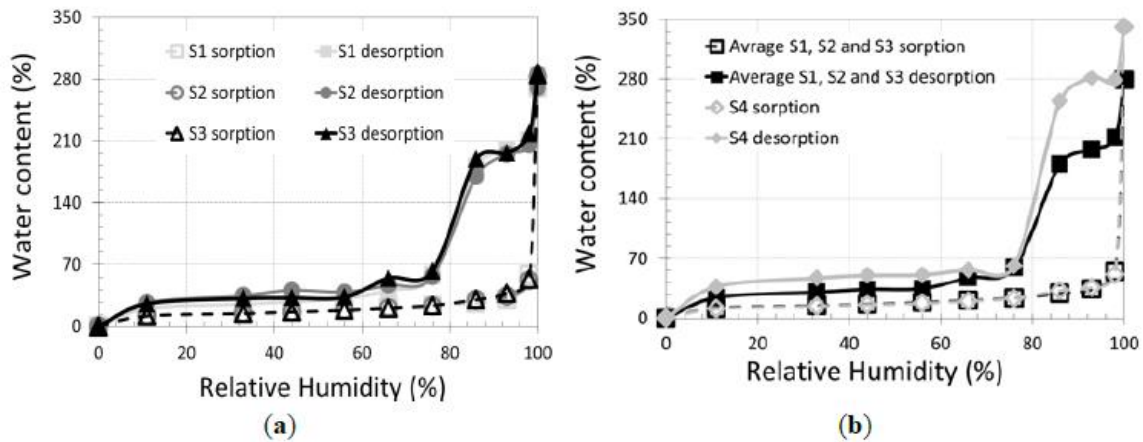 350
280
210
140
70
0
Water content (%)
S1 sorption
S1 desorption
S2 sorption
S2 desorption
S3 sorption
S3 desorption
0 20 40 60 80 100
Relative Humidity (%)
(a)
350
280
210
140
70
0
Water content (%)
Avrage S1, S2 and S3 sorption
Average S1, S2 and S3 desorption
S4 sorption
S4 desorption
0 20 40 60 80 100
Relative Humidity (%)
(b)